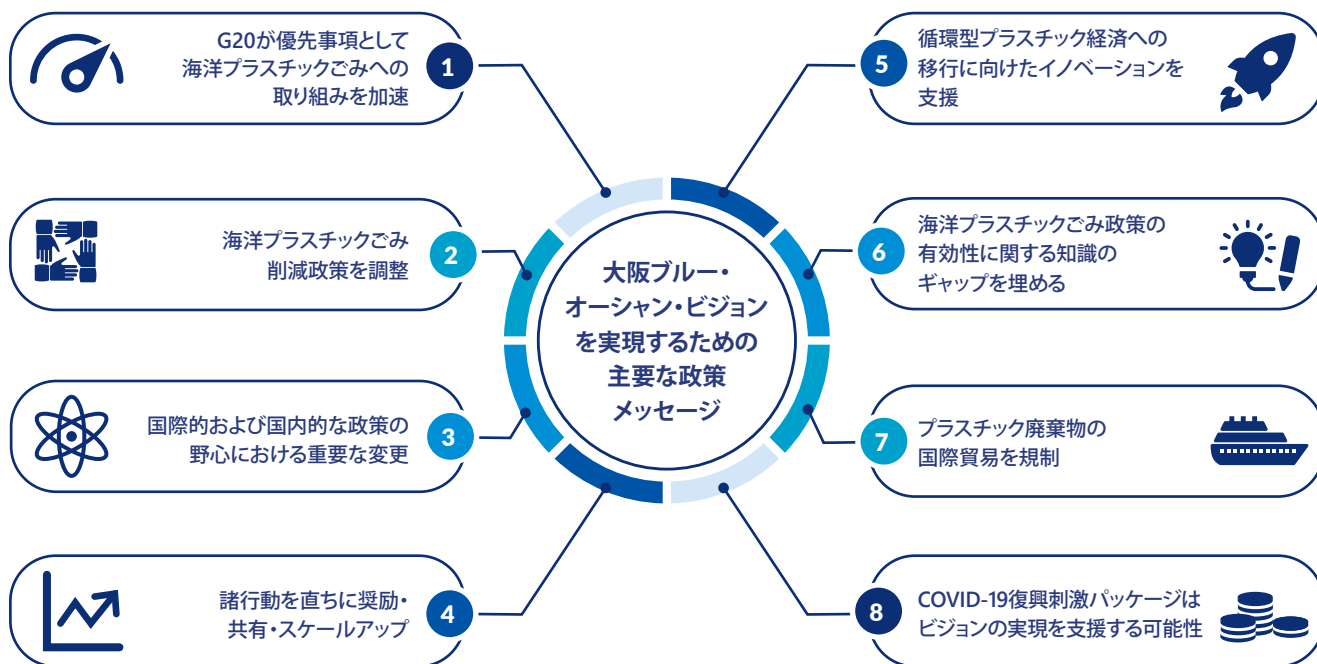 G20が優先事項として
海洋プラスチックごみへの
取り組みを加速
1
海洋プラスチックごみ
削減政策を調整
2
国際的および国内的な政策の
野心における重要な変更
3
諸行動を直ちに奨励・
共有・スケールアップ
4
大阪ブルー・
オーシャン・ビジョン
を実現するための
主要な政策
メッセージ
5
循環型プラスチック経済への
移行に向けたイノベーションを
支援
6
海洋プラスチックごみ政策の
有効性に関する知識の
ギャップを埋める
7
プラスチック廃棄物の
国際貿易を規制
8
COVID-19復興刺激パッケージは
ビジョンの実現を支援する可能性